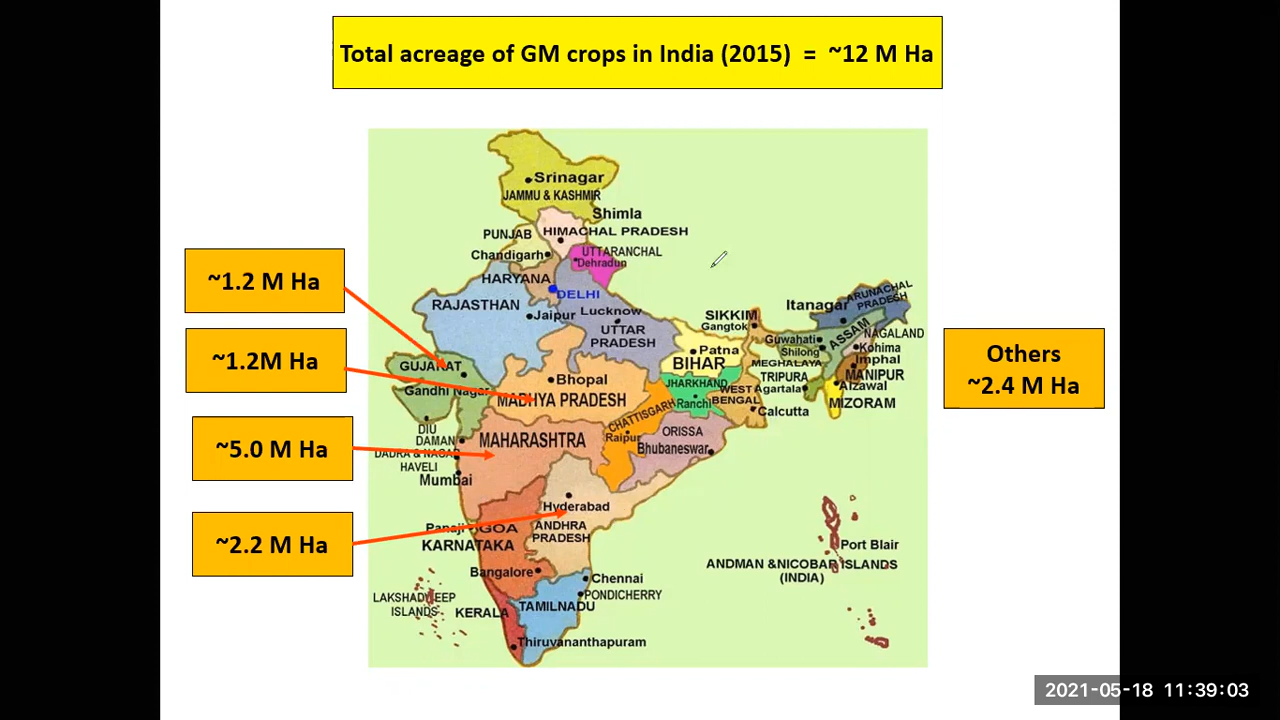 Total acreage of GM crops in India (2015) = ~12 M Ha
~1.2 M Ha
~1.2M Ha
~5.0 M Ha
~2.2 M Ha
Others
~2.4 M Ha
Srinagar
JAMMU & KASHMIR
Shimla
HIMACHAL PRADESH
PUNJAB
Chandigarh
UTTARANCHAL
Dehradun
HARYANA
DELHI
RAJASTHAN
Jaipur
Lucknow
UTTAR
PRADESH
SIKKIM
Gangtok
Itanagar
ARUNACHAL
PRADESH
ASSAM
NAGALAND
Guwahati
Kohima
Shilong
Imphal
MEGHALAYA
MANIPUR
TRIPURA
Agartala
Aizawal
MIZORAM
Patna
BIHAR
JHARKHAND
Ranchi
WEST
BENGAL
Calcutta
GUJARAT
Gandhi Nagar
Bhopal
MADHYA PRADESH
CHATTISGARH
Raipur
ORISSA
Bhubaneswar
DIU
DAMAN
DADRA & NAGAR
HAVELI
Mumbai
MAHARASHTRA
Hyderabad
ANDHRA
PRADESH
Panaji
GOA
KARNATAKA
Bangalore
Chennai
PONDICHERRY
TAMILNADU
KERALA
LAKSHADWEEP
ISLANDS
Thiruvananthapuram
Port Blair
ANDMAN &NICOBAR ISLANDS
(INDIA)
2021-05-18 11:39:03